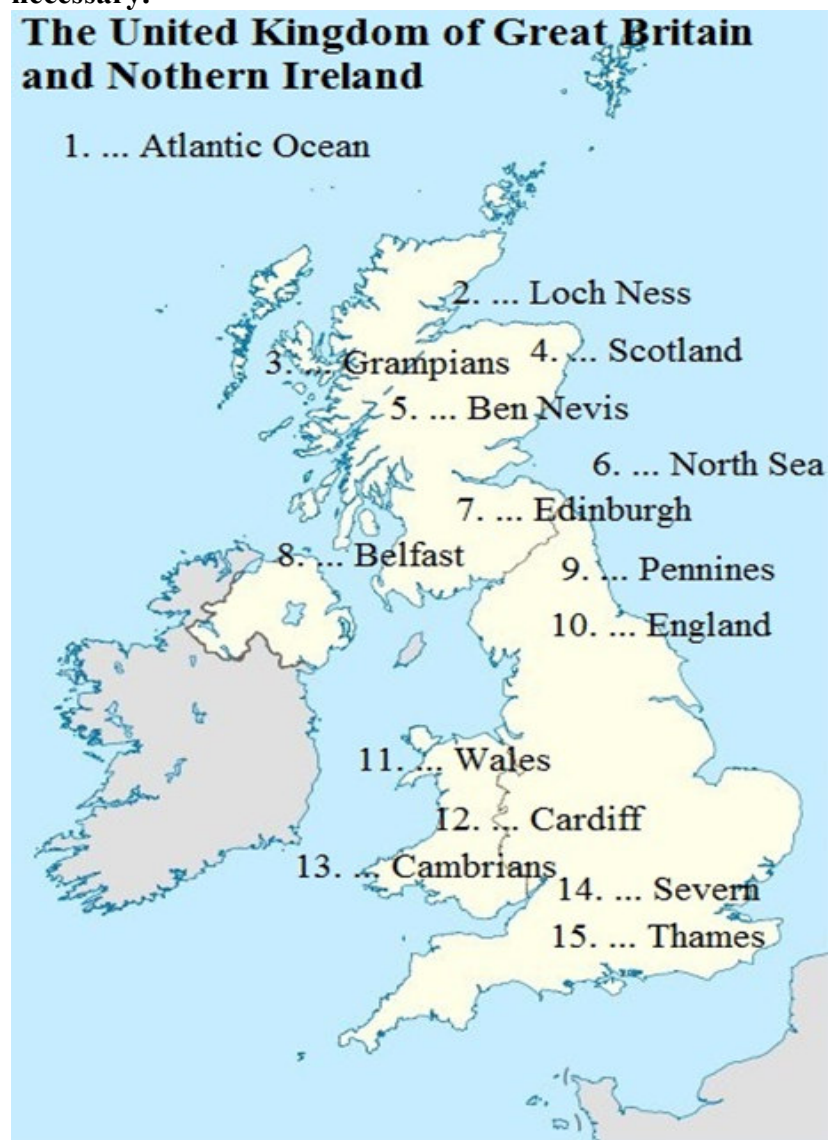 necessary.
The United Kingdom of Great Britain
and Nothern Ireland
1. ... Atlantic Ocean
2. ... Loch Ness
3. ... Grampians
4. ... Scotland
5. ... Ben Nevis
6. ... North Sea
7. ... Edinburgh
8. ... Belfast
9. ... Pennines
10. ... England
11. ... Wales
12. ... Cardiff
13. ... Cambrians
14. ... Severn
15. ... Thames